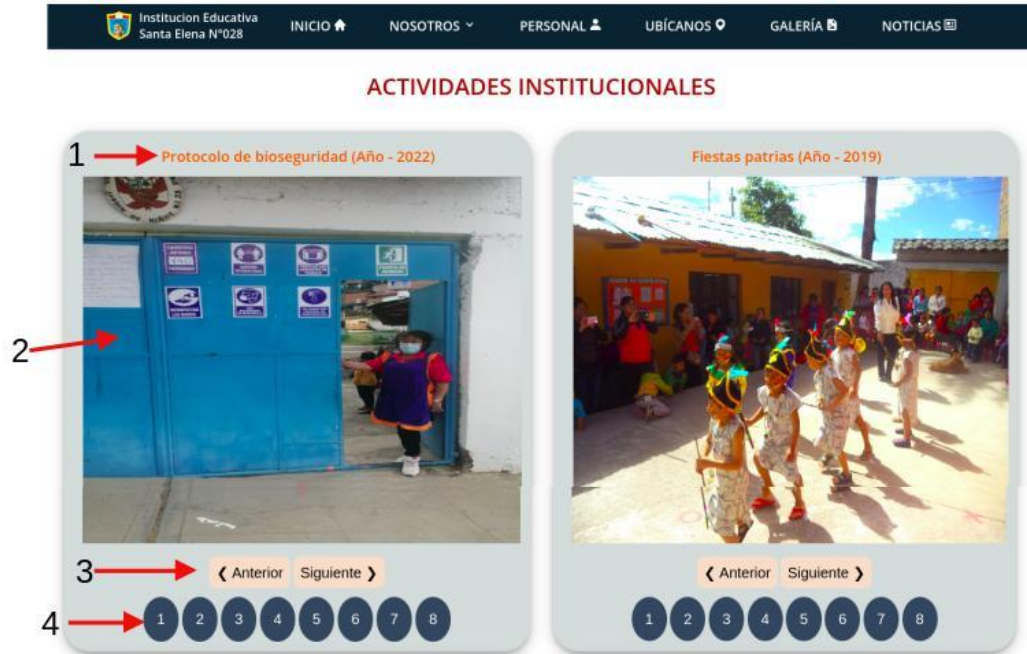 Institucion Educativa
Santa Elena N°028
INICIO
NOSOTROS
PERSONAL
UBÍCANOS
GALERÍA
NOTICIAS
ACTIVIDADES INSTITUCIONALES
1
Protocolo de bioseguridad (Año - 2022)
2
3
❮ Anterior Siguiente ❯
4
1 2 3 4 5 6 7 8
Fiestas patrias (Año - 2019)
❮ Anterior Siguiente ❯
1 2 3 4 5 6 7 8